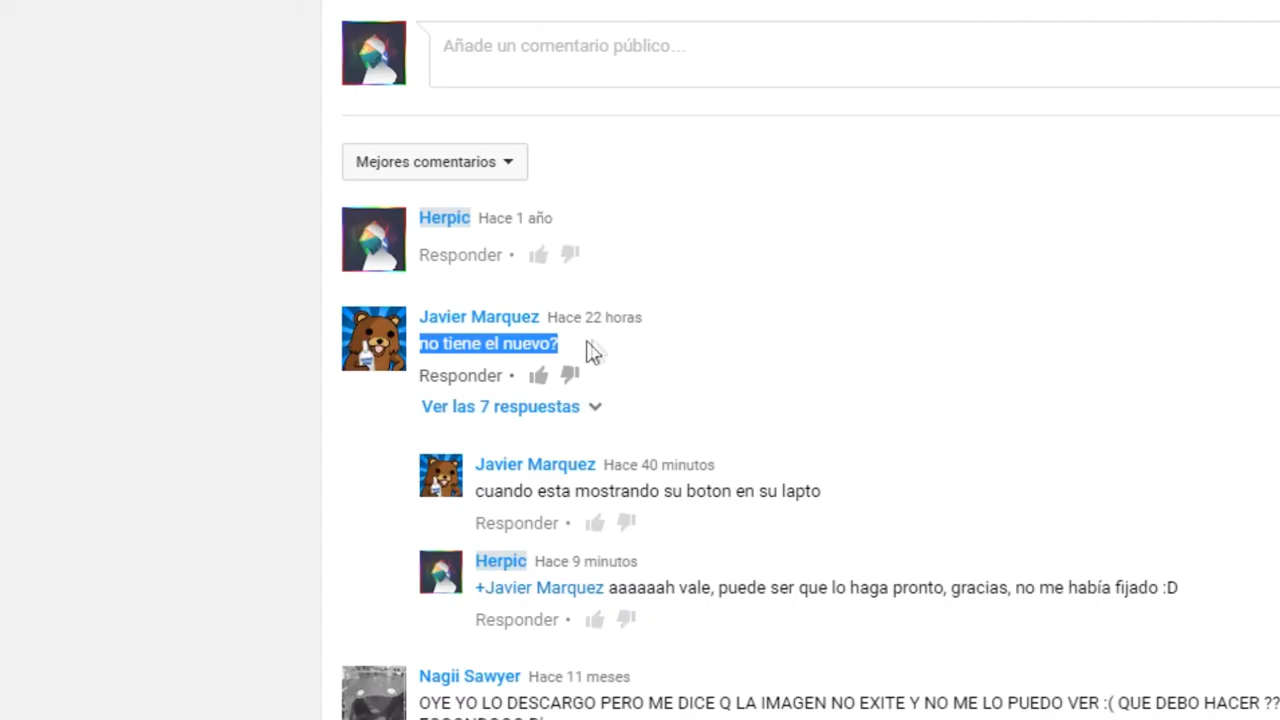 Añade un comentario público...
Mejores comentarios
Herpic Hace 1 año
Responder •
Javier Marquez Hace 22 horas
no tiene el nuevo?
Responder •
Ver las 7 respuestas
Javier Marquez Hace 40 minutos
cuando esta mostrando su boton en su lapto
Responder •
Herpic Hace 9 minutos
+Javier Marquez aaaaaah vale, puede ser que lo haga pronto, gracias, no me había fijado :D
Responder •
Nagii Sawyer Hace 11 meses
OYE YO LO DESCARGO PERO ME DICE Q LA IMAGEN NO EXITE Y NO ME LO PUEDO VER :( QUE DEBO HACER ??